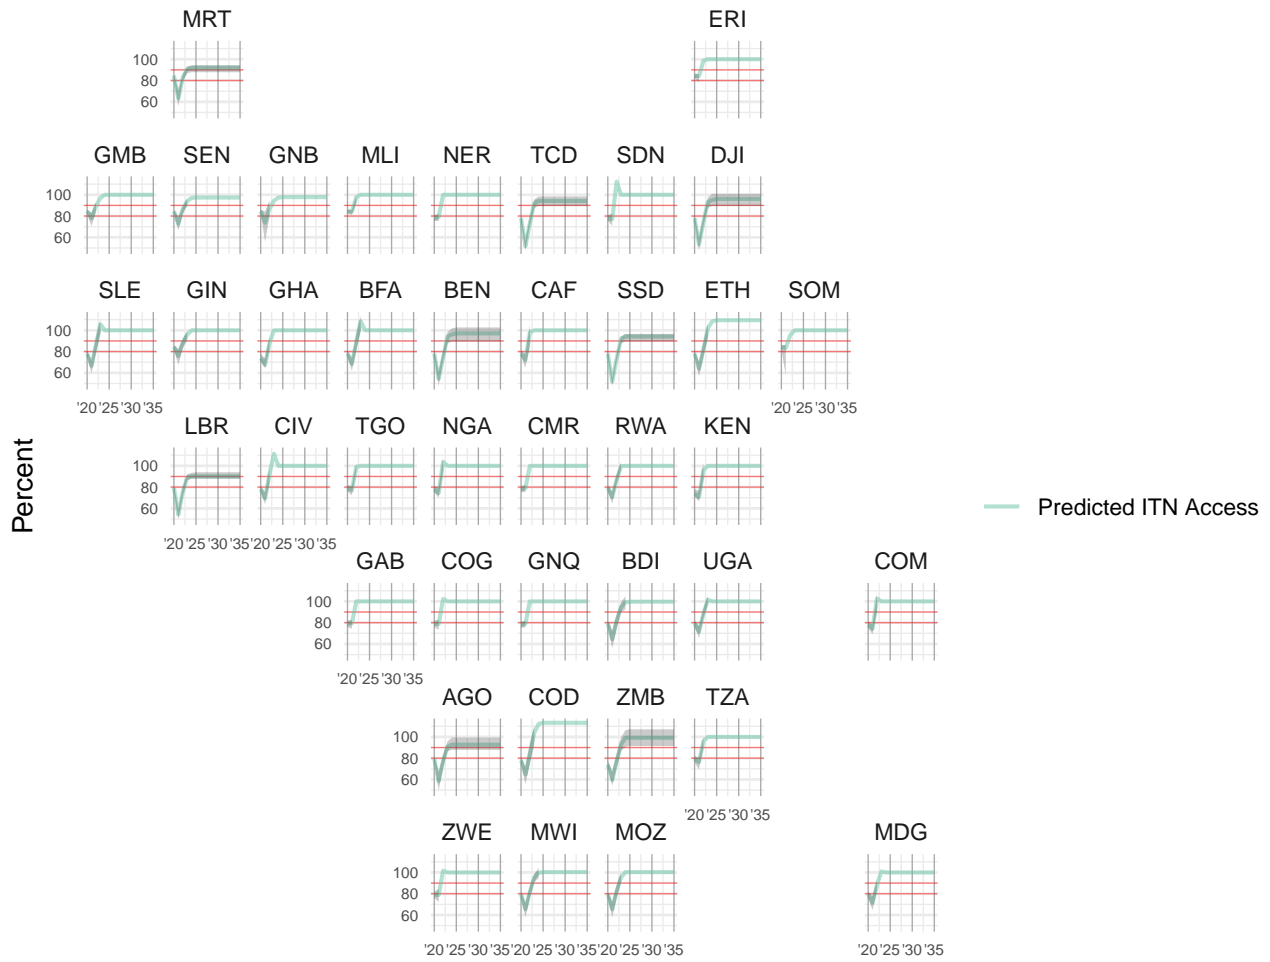 MRT ERI
100
80
60
GMB SEN GNB MLI NER TCD SDN DJI
100
80
60
SLE GIN GHA BFA BEN CAF SSD ETH SOM
100
80
60
'20 '25 '30 '35 '20 '25 '30 '35
LBR CIV TGO NGA CMR RWA KEN
100
80
60
'20 '25 '30 '35 '20 '25 '30 '35
GAB COG GNQ BDI UGA COM
100
80
60
'20 '25 '30 '35
AGO COD ZMB TZA
100
80
60
'20 '25 '30 '35
ZWE MWI MOZ MDG
100
80
60
'20 '25 '30 '35 '20 '25 '30 '35 '20 '25 '30 '35 '20 '25 '30 '35
Percent
Predicted ITN Access